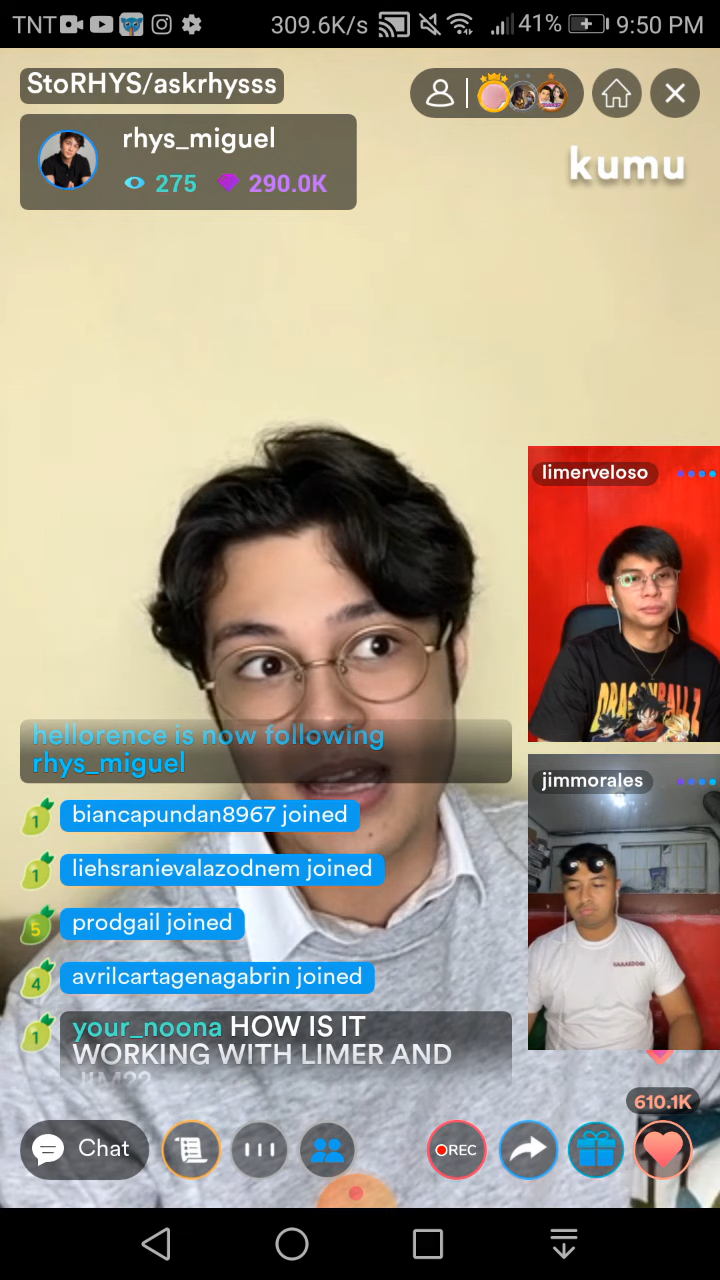 TNT
309.6K/s
41%
9:50 PM
StoRHYS/askrhysss
rhys_miguel
275
290.0K
kumu
limerveloso
DRAGONBALL Z
jimmorales
hellorence is now following
rhys_miguel
1
biancapundan8967 joined
1
liehsranievalazodnem joined
5
prodgail joined
4
avrilcartagenagabrin joined
1
your_noona HOW IS IT
WORKING WITH LIMER AND
610.1K
Chat
REC